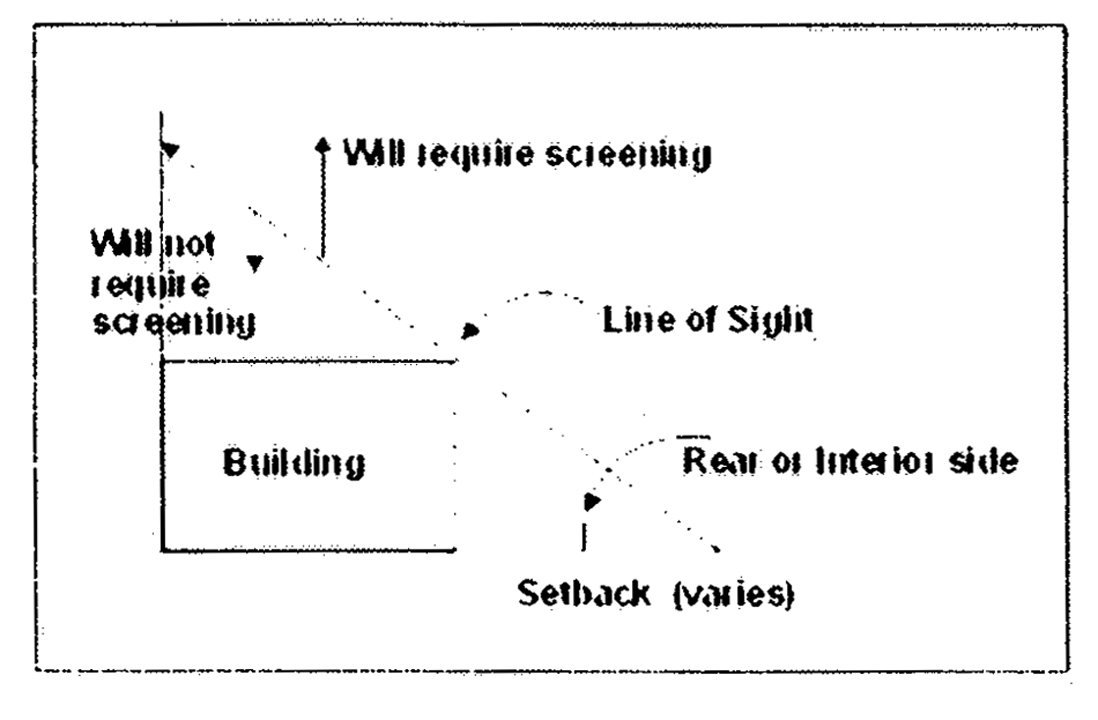 Will require screening
Will not
require
screening
Line of Sight
Building
Rear or Interior side
Setback (varies)